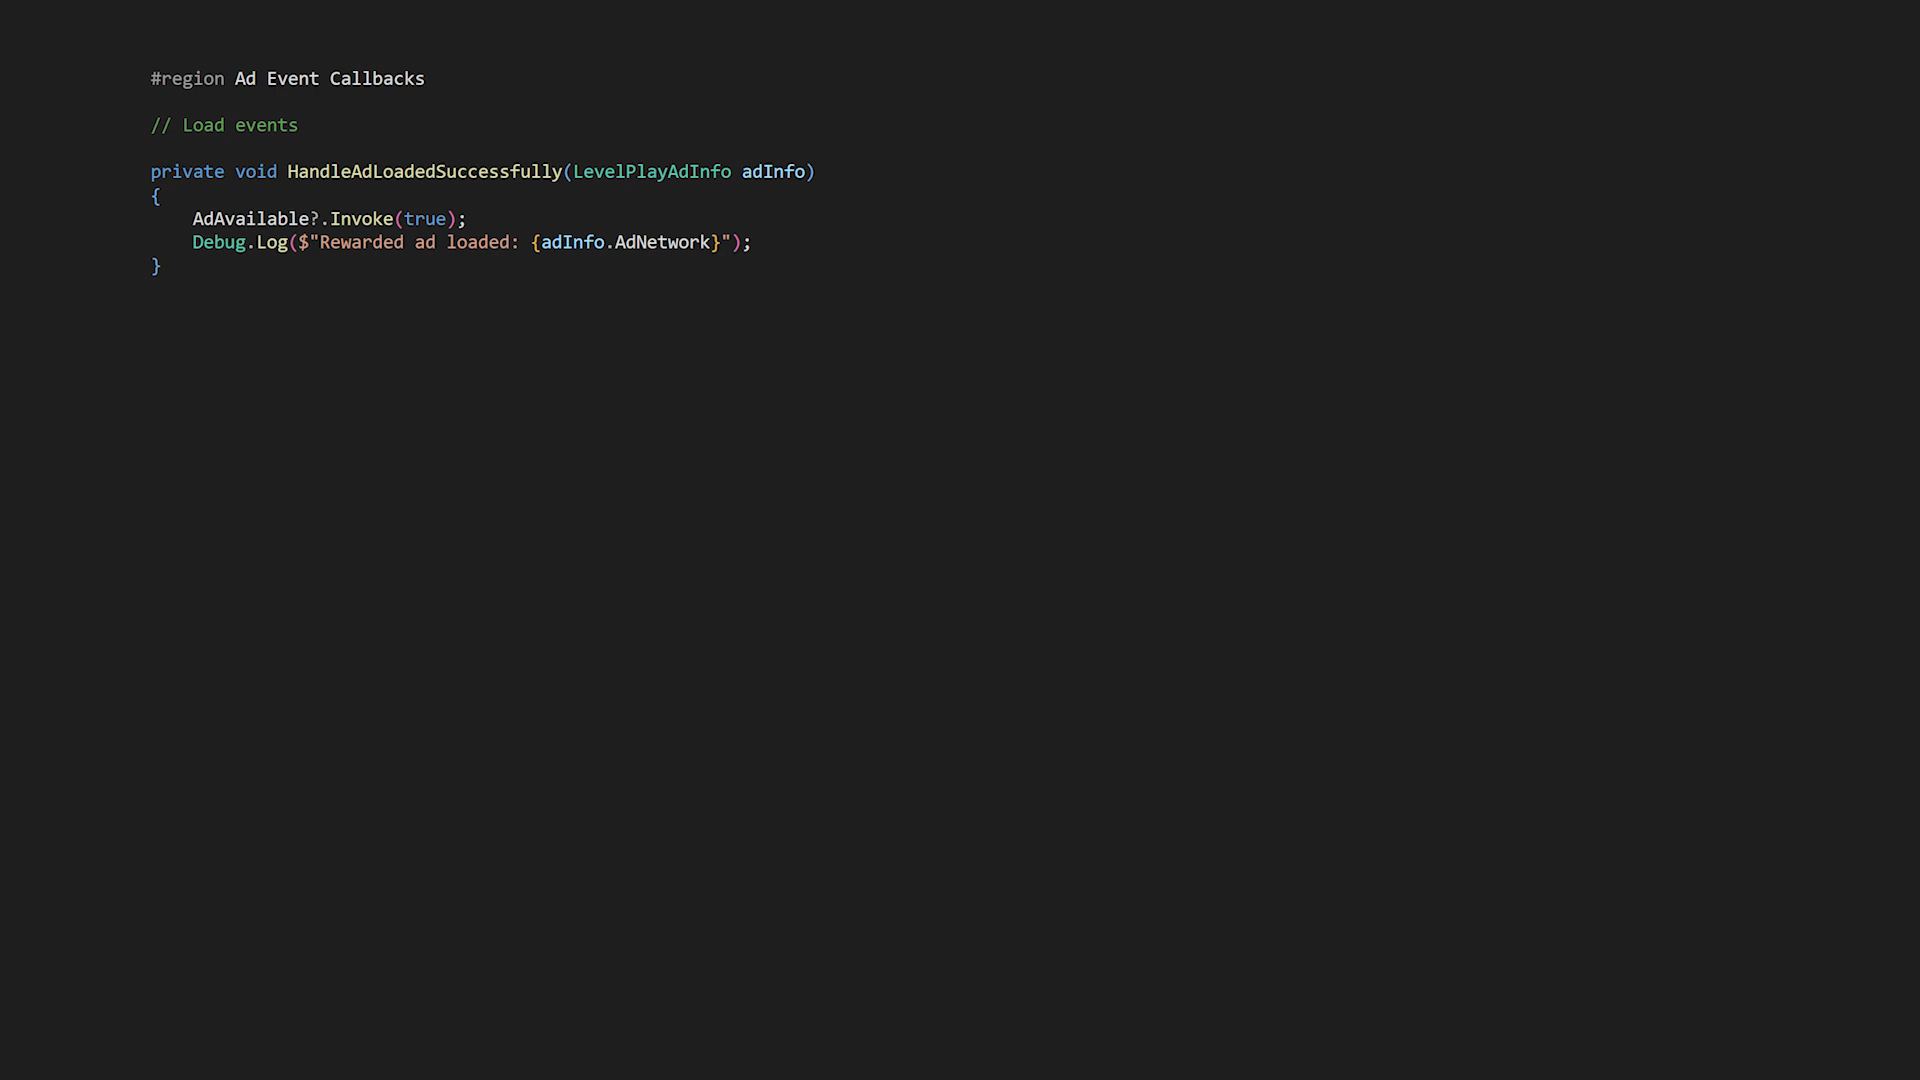 #region Ad Event Callbacks
// Load events
private void HandleAdLoadedSuccessfully(LevelPlayAdInfo adInfo)
{
    AdAvailable?.Invoke(true);
    Debug.Log($"Rewarded ad loaded: {adInfo.AdNetwork}");
}